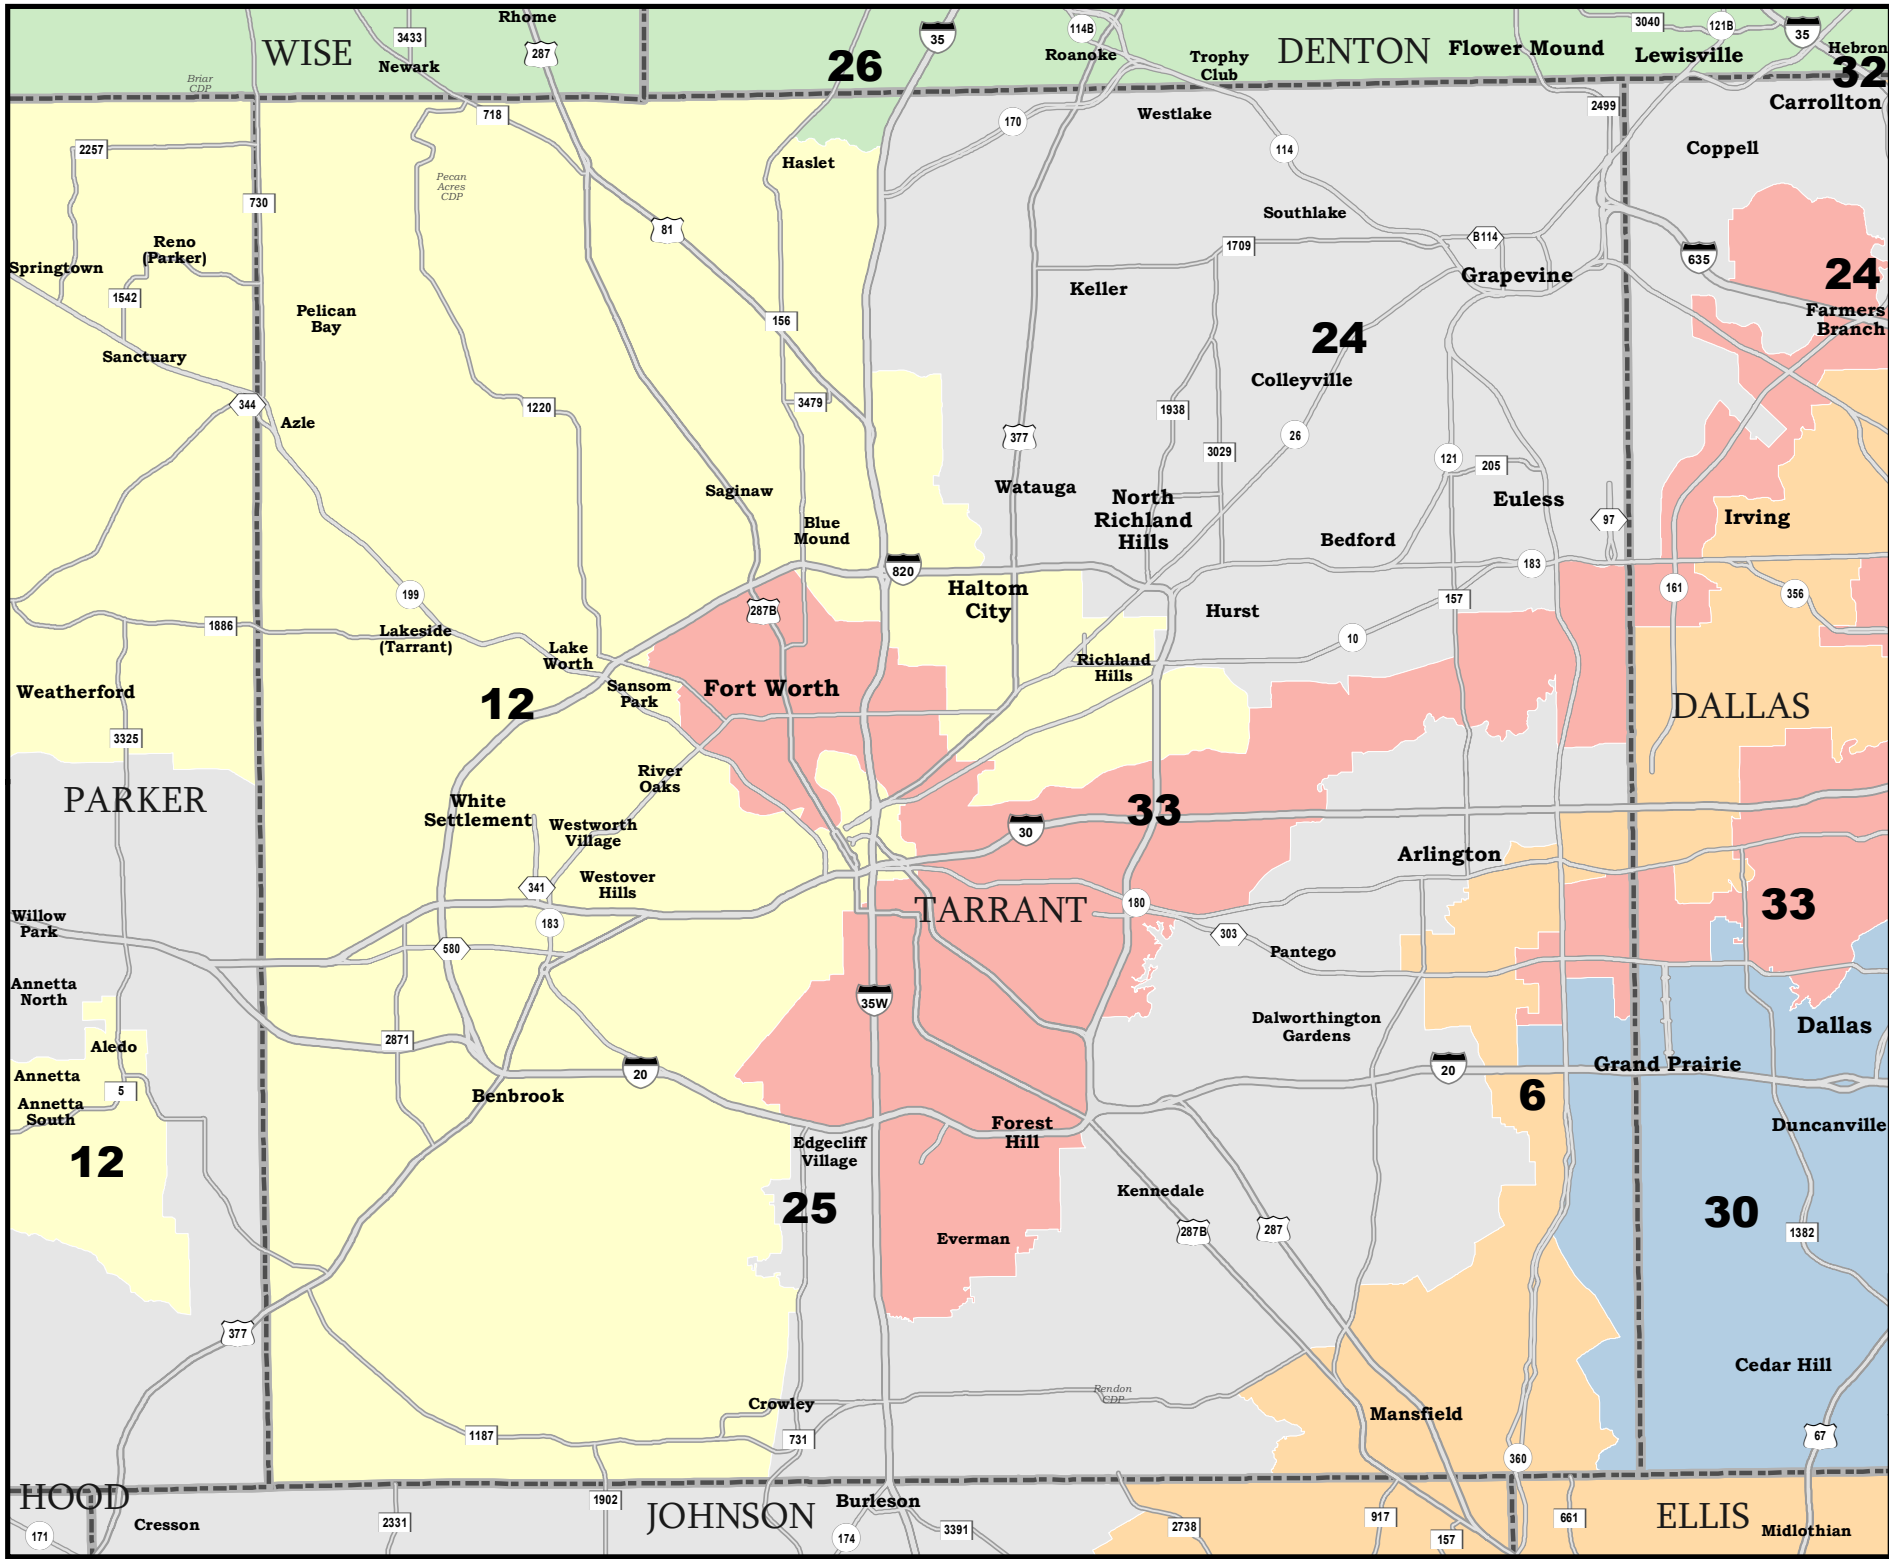 Rhome
WISE
3433
Newark
287
26
35
114B
Roanoke
Trophy
Club
DENTON
Flower Mound
3040
121B
35
Lewisville
Hebron
32
Carrollton
Briar
CDP
718
170
Westlake
2499
2257
Haslet
114
Coppell
Pecan
Acres
CDP
730
81
Southlake
1709
B114
635
Reno
(Parker)
Springtown
1542
Grapevine
24
Farmers
Branch
Keller
Pelican
Bay
156
24
Sanctuary
Colleyville
344
Azle
1220
3479
1938
377
26
3029
121
205
Saginaw
Watauga
North
Richland
Hills
Euless
97
Irving
Blue
Mound
Bedford
820
183
Haltom
City
199
287B
Hurst
157
161
356
1886
Lakeside
(Tarrant)
10
Lake
Worth
Richland
Hills
Weatherford
12
Sansom
Park
Fort Worth
DALLAS
3325
River
Oaks
PARKER
White
Settlement
Westworth
Village
33
30
Arlington
341
Westover
Hills
183
TARRANT
180
33
Willow
Park
580
303
Pantego
Annetta
North
35W
Dalworthington
Gardens
Dallas
2871
Aledo
Annetta
5
Annetta
South
20
Benbrook
20
Grand Prairie
6
Forest
Hill
Duncanville
Edgecliff
Village
12
25
Kennedale
30
Everman
287B
287
1382
377
Cedar Hill
Rendon
CDP
Crowley
Mansfield
1187
731
67
360
HOOD
1902
JOHNSON
Burleson
171
Cresson
2331
174
3391
2738
917
157
661
ELLIS
Midlothian